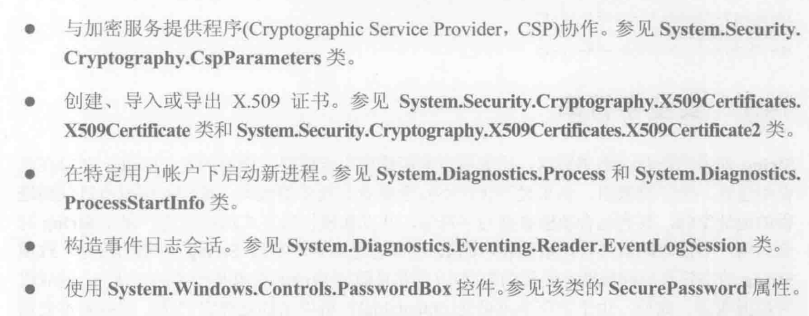 ● 与加密服务提供程序(Cryptographic Service Provider，CSP)协作。参见 System.Security.
Cryptography.CspParameters 类。
● 创建、导入或导出 X.509 证书。参见 System.Security.Cryptography.X509Certificates.
X509Certificate 类和 System.Security.Cryptography.X509Certificates.X509Certificate2 类。
● 在特定用户帐户下启动新进程。参见 System.Diagnostics.Process 和 System.Diagnostics.
ProcessStartInfo 类。
● 构造事件日志会话。参见 System.Diagnostics.Eventing.Reader.EventLogSession 类。
● 使用 System.Windows.Controls.PasswordBox 控件。参见该类的 SecurePassword 属性。